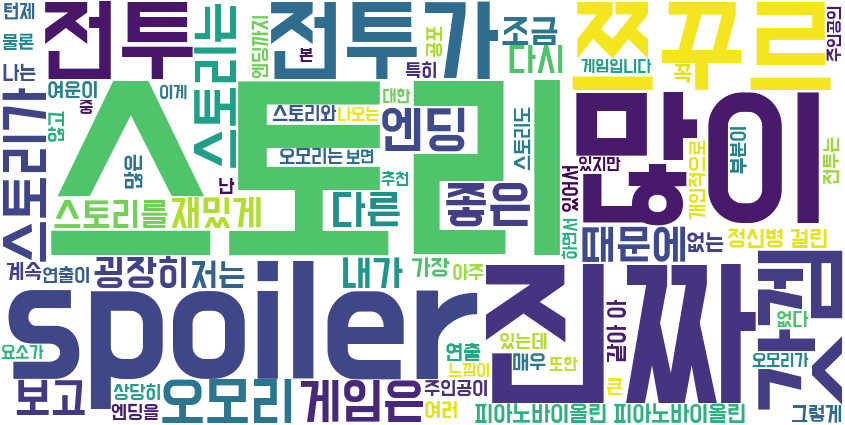 턴제
물론
나는
전투
스토리는
엔딩까지
본
전투가
공포
특히
조금
다시
쯔꾸르
게임입니다
꼭
주인공의
스토리가
않고
여운이
중
이게
스토리
대한
스토리와
나오는
엔딩
스토리도
많이
있지만
개인적으로
부분이
전투는
많은
난
오모리는
보면
추천
있어서
스토리를
재밌게
다른
좋은
하면서
때문에
없는
정신병 걸린
계속
연출이
굉장히
저는
내가
가장
아주
spoiler
진짜
같아 아
갓겜
없다
요소가
있는데
연출
매우
또한
느낌이
오모리가
큰
보고
상당히
엔딩을
오모리
게임은
주인공이
여러
피아노바이올린 피아노바이올린
그렇게